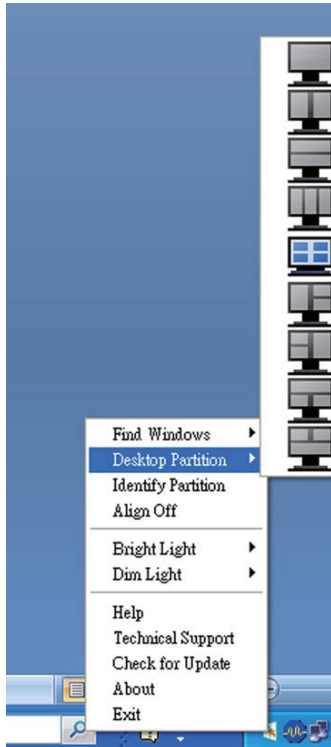 Find Windows
Desktop Partition
Identify Partition
Align Off
Bright Light
Dim Light
Help
Technical Support
Check for Update
About
Exit